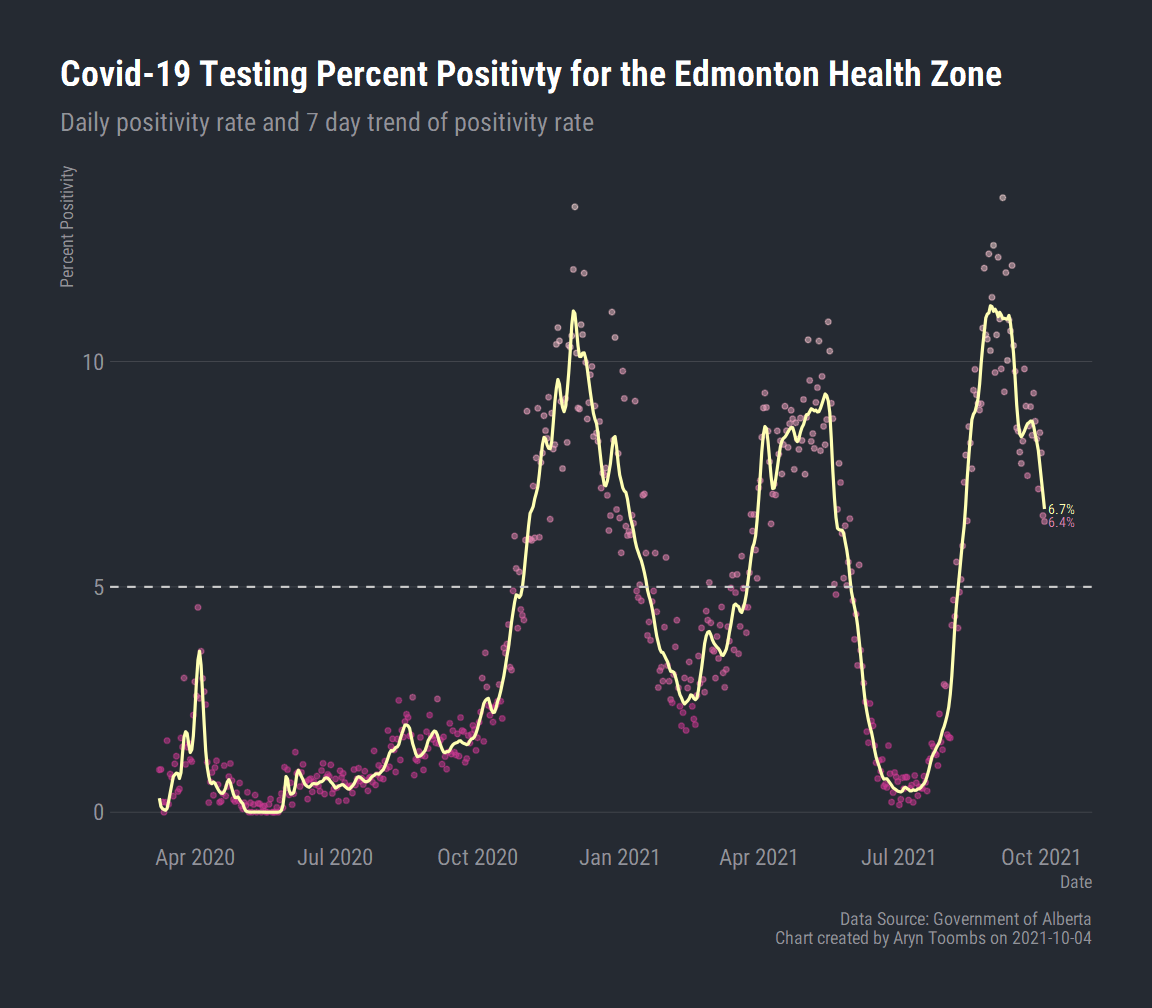 Covid-19 Testing Percent Positivty for the Edmonton Health Zone
Daily positivity rate and 7 day trend of positivity rate
Percent Positivity
10
5
0
6.7%
6.4%
Apr 2020 Jul 2020 Oct 2020 Jan 2021 Apr 2021 Jul 2021 Oct 2021
Date
Data Source: Government of Alberta
Chart created by Aryn Toombs on 2021-10-04